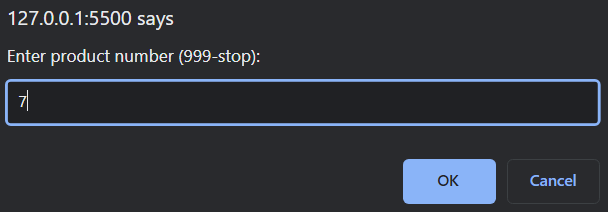 127.0.0.1:5500 says
Enter product number (999-stop):
7
OK Cancel